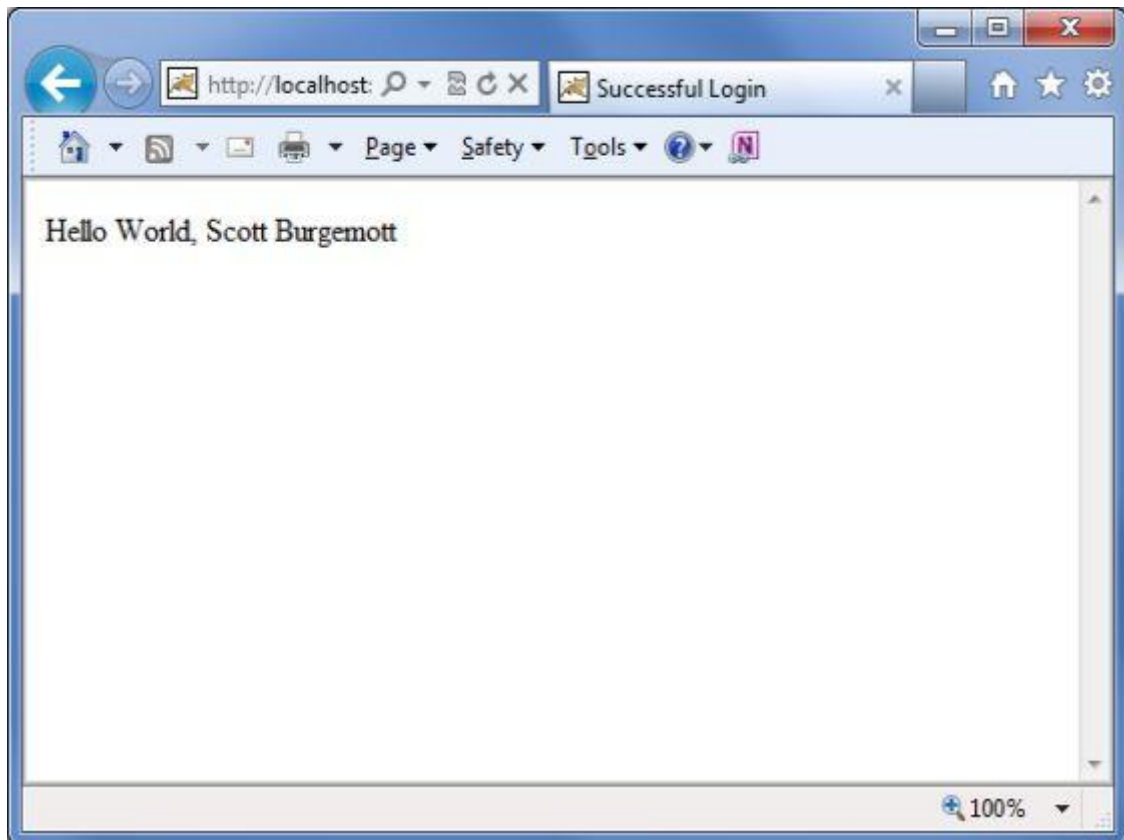 http://localhost:
Successful Login
Page Safety Tools
Hello World, Scott Burgemott
100%